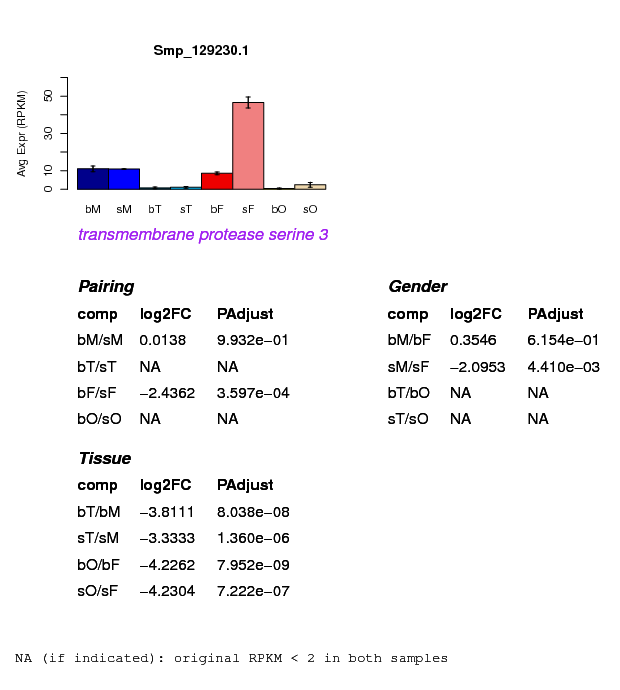 Smp_129230.1
Avg Expr (RPKM)
50
30
10
0
bM sM bT sT bF sF bO sO
transmembrane protease serine 3
Pairing
comp log2FC PAdjust
bM/sM 0.0138 9.932e−01
bT/sT NA NA
bF/sF −2.4362 3.597e−04
bO/sO NA NA
Gender
comp log2FC PAdjust
bM/bF 0.3546 6.154e−01
sM/sF −2.0953 4.410e−03
bT/bO NA NA
sT/sO NA NA
Tissue
comp log2FC PAdjust
bT/bM −3.8111 8.038e−08
sT/sM −3.3333 1.360e−06
bO/bF −4.2262 7.952e−09
sO/sF −4.2304 7.222e−07
NA (if indicated): original RPKM < 2 in both samples